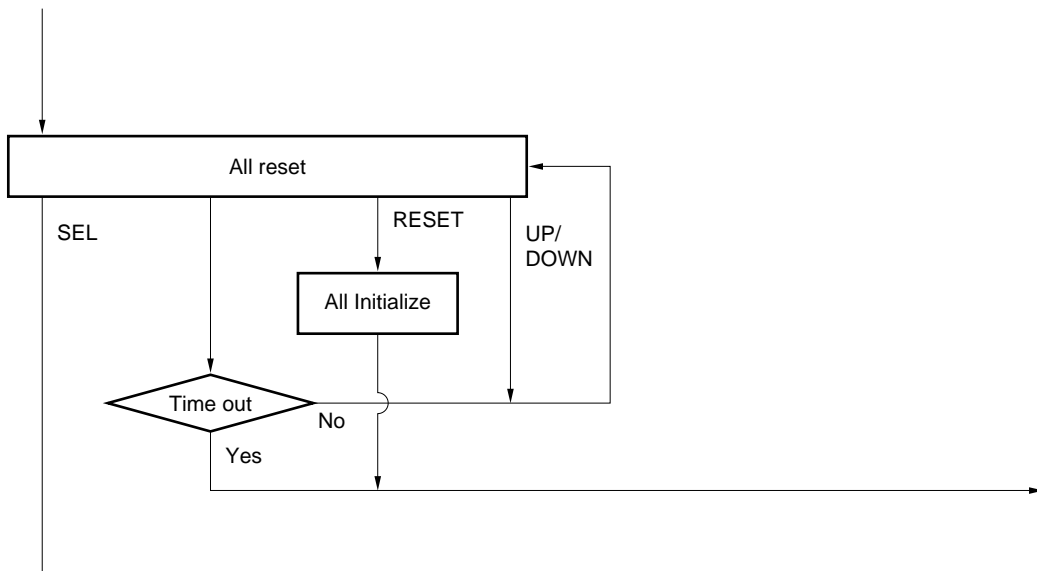 All reset
SEL
RESET
UP/
DOWN
All Initialize
Time out
No
Yes